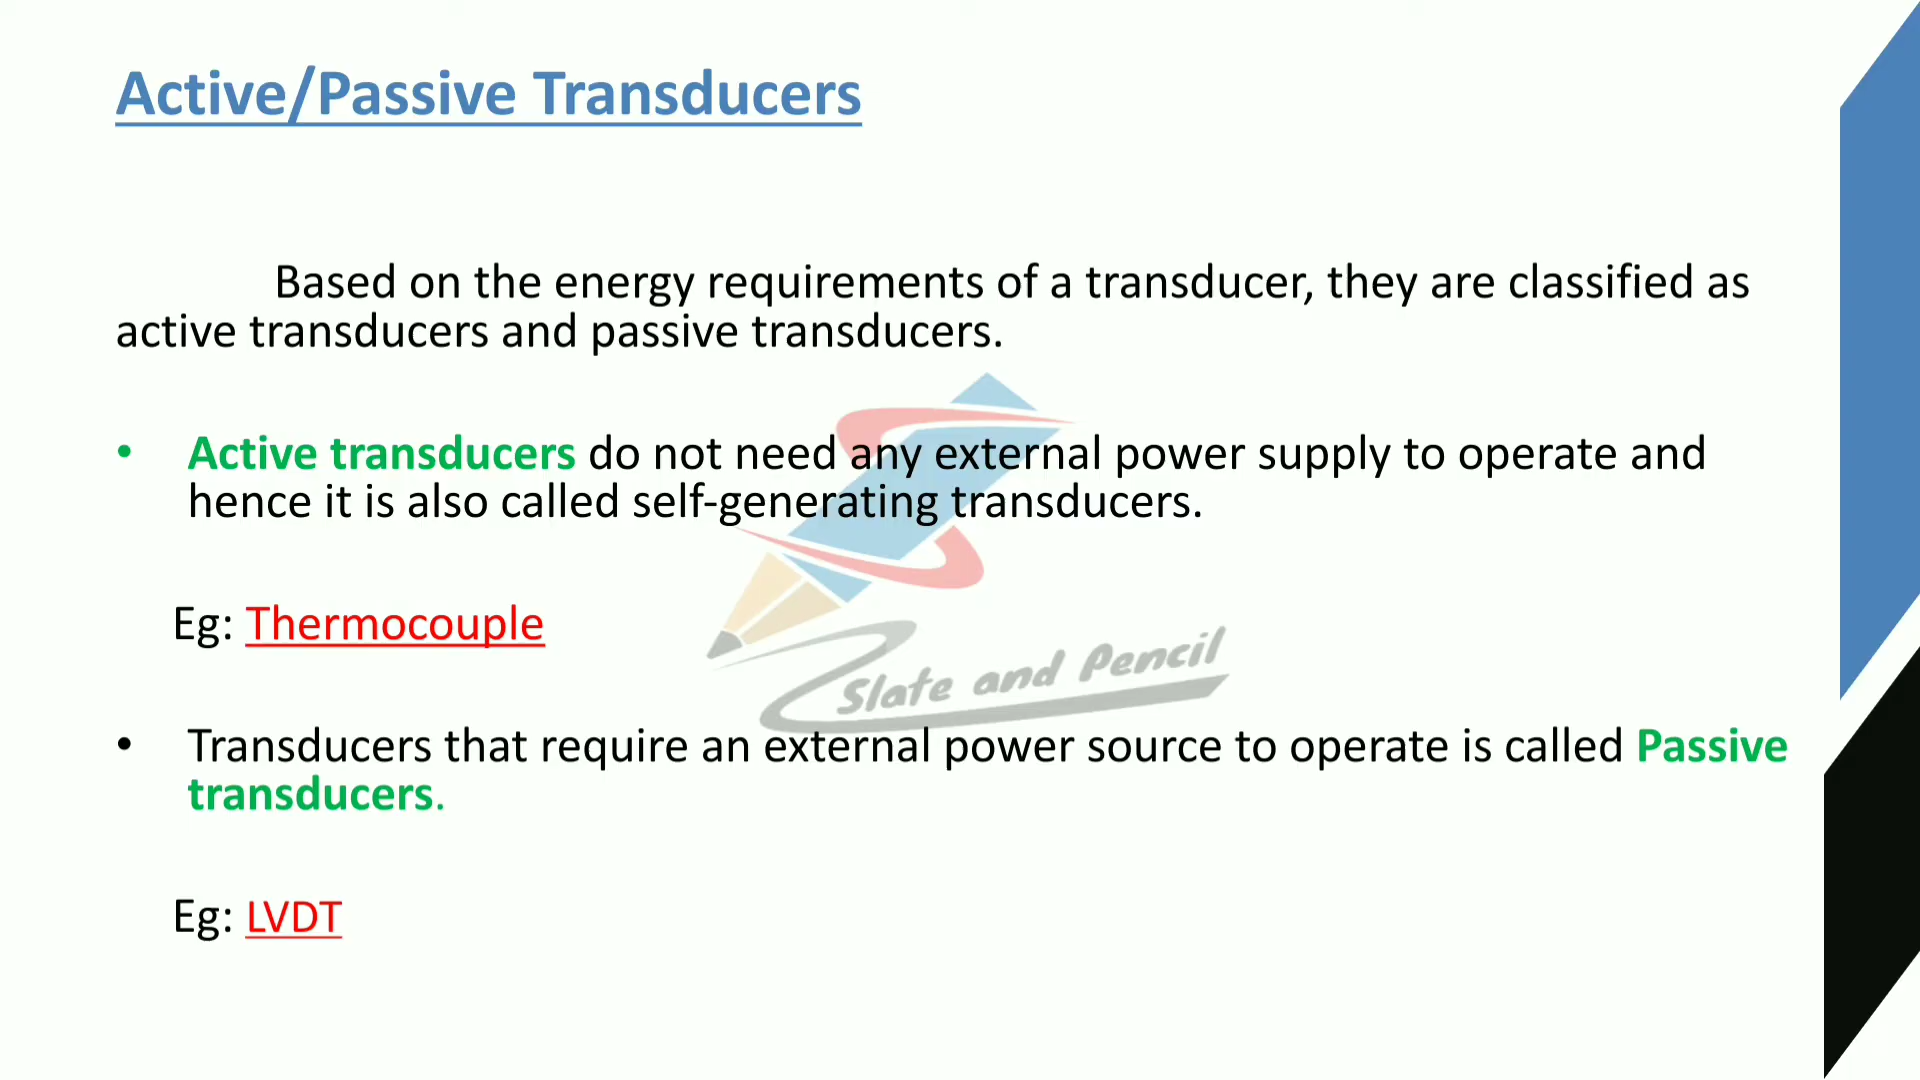 Active/Passive Transducers
Based on the energy requirements of a transducer, they are classified as
active transducers and passive transducers.
• Active transducers do not need any external power supply to operate and
hence it is also called self-generating transducers.
Eg: Thermocouple
Slate and Pencil
• Transducers that require an external power source to operate is called Passive
transducers.
Eg: LVDT